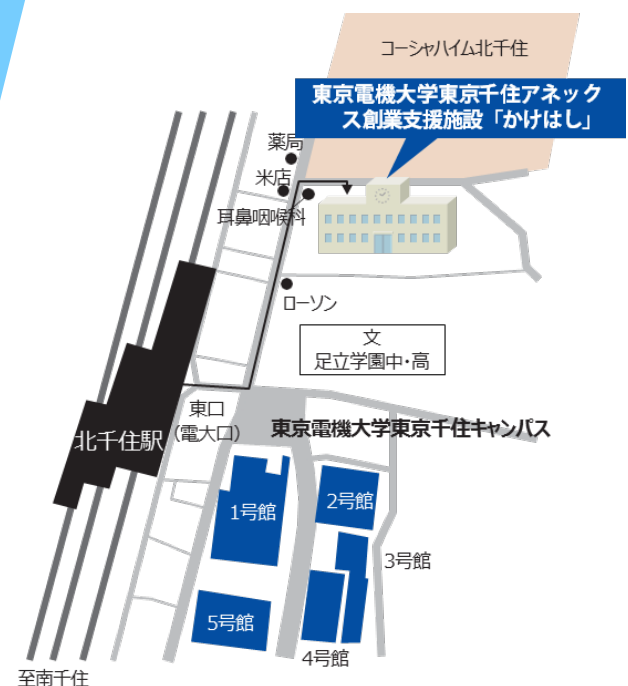 コーシャハイム北千住
東京電機大学東京千住アネック
ス創業支援施設「かけはし」
薬局
米店
耳鼻咽喉科
ローソン
文
足立学園中・高
東口
(電大口)
北千住駅
東京電機大学東京千住キャンパス
1号館
2号館
3号館
5号館
4号館
至南千住